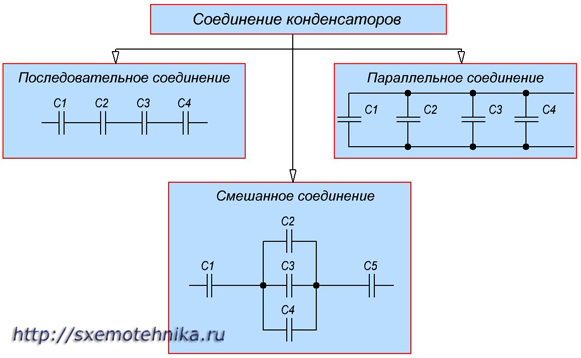 Соединение конденсаторов
Последовательное соединение
C1 C2 C3 C4
Параллельное соединение
C1 C2 C3 C4
Смешанное соединение
C2
C1 C3 C5
C4
http://sxemotehnika.ru